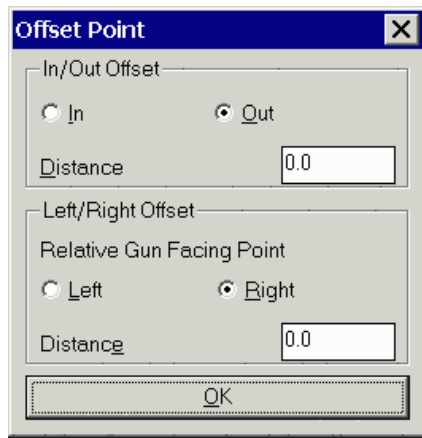 Offset Point
In/Out Offset
In Out
Distance 0.0
Left/Right Offset
Relative Gun Facing Point
Left Right
Distance 0.0
OK